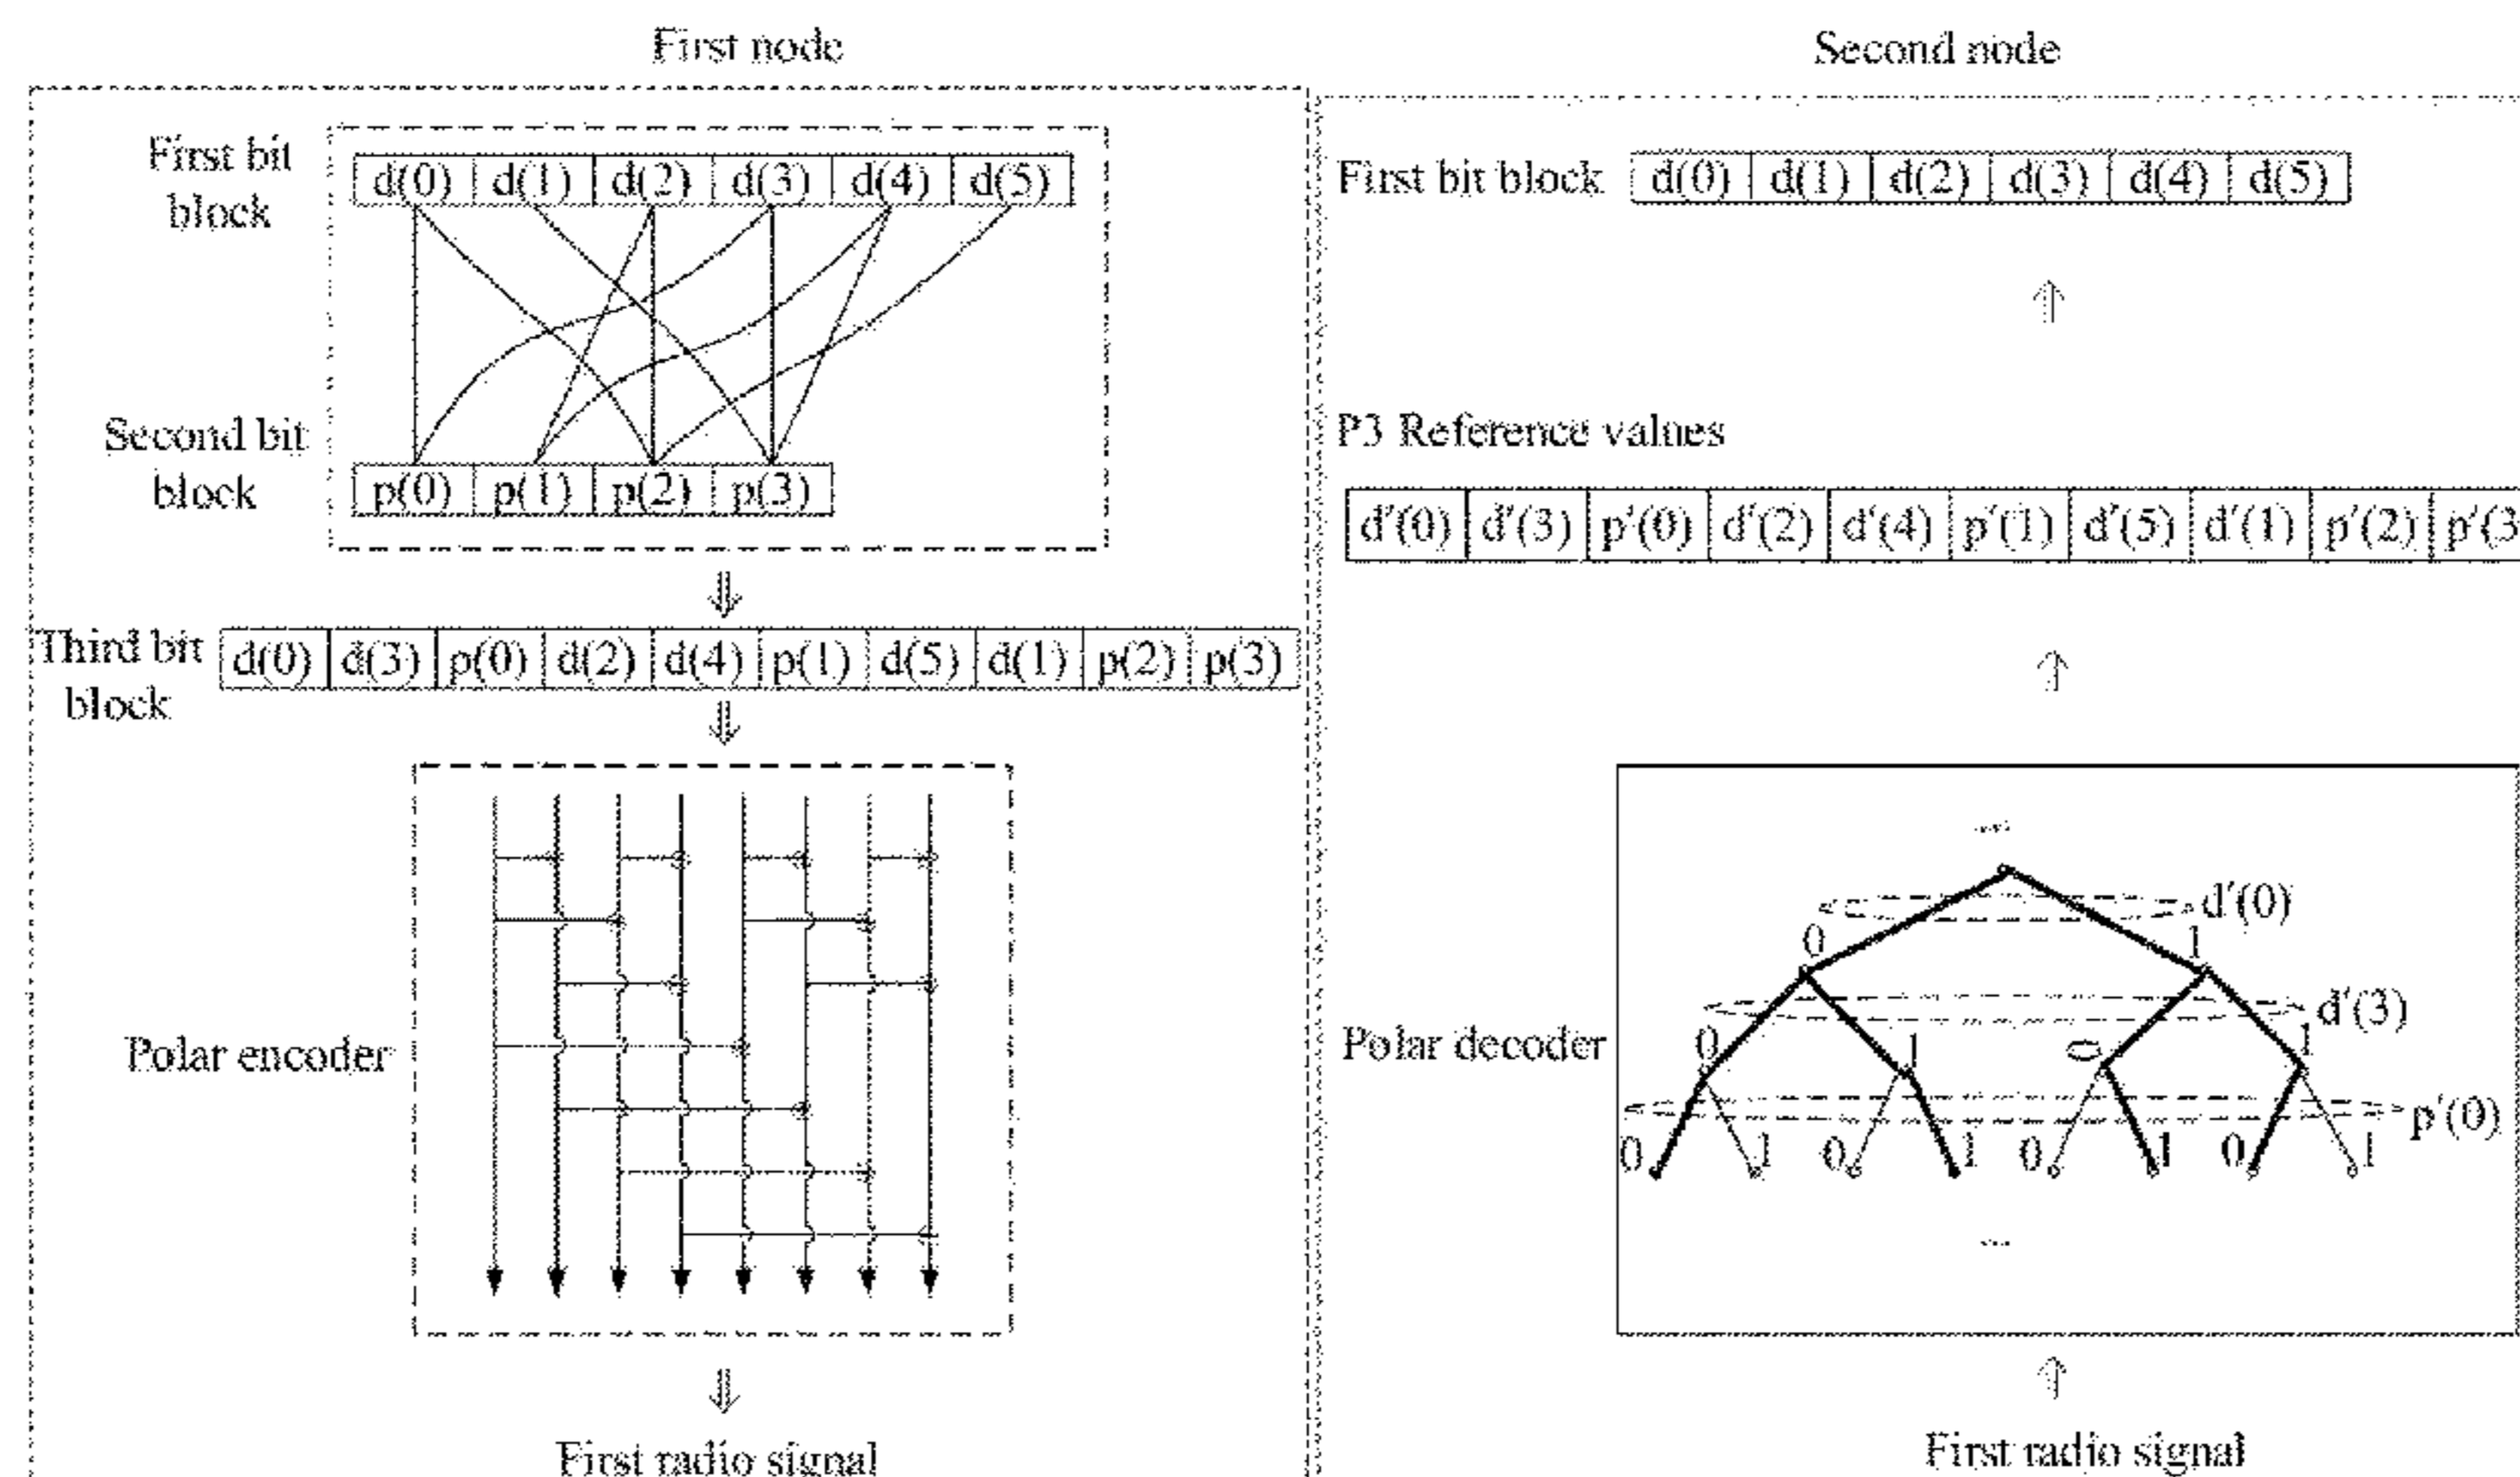 First node
First bit
block
d(0) d(1) d(2) d(3) d(4) d(5)
Second bit
block
p(0) p(1) p(2) p(3)
Third bit
block
d(0) d(3) p(0) d(2) d(4) p(1) d(5) d(1) p(2) p(3)
Polar encoder
First radio signal
Second node
First bit block
d(0) d(1) d(2) d(3) d(4) d(5)
P3 Reference values
d'(0) d'(3) p'(0) d'(2) d'(4) p'(1) d'(5) d'(1) p'(2) p'(3
Polar decoder
...
d'(0)
0 1
d'(3)
0 1 0 1
p'(0)
0 1 0 1 0 1 0 1
...
First radio signal